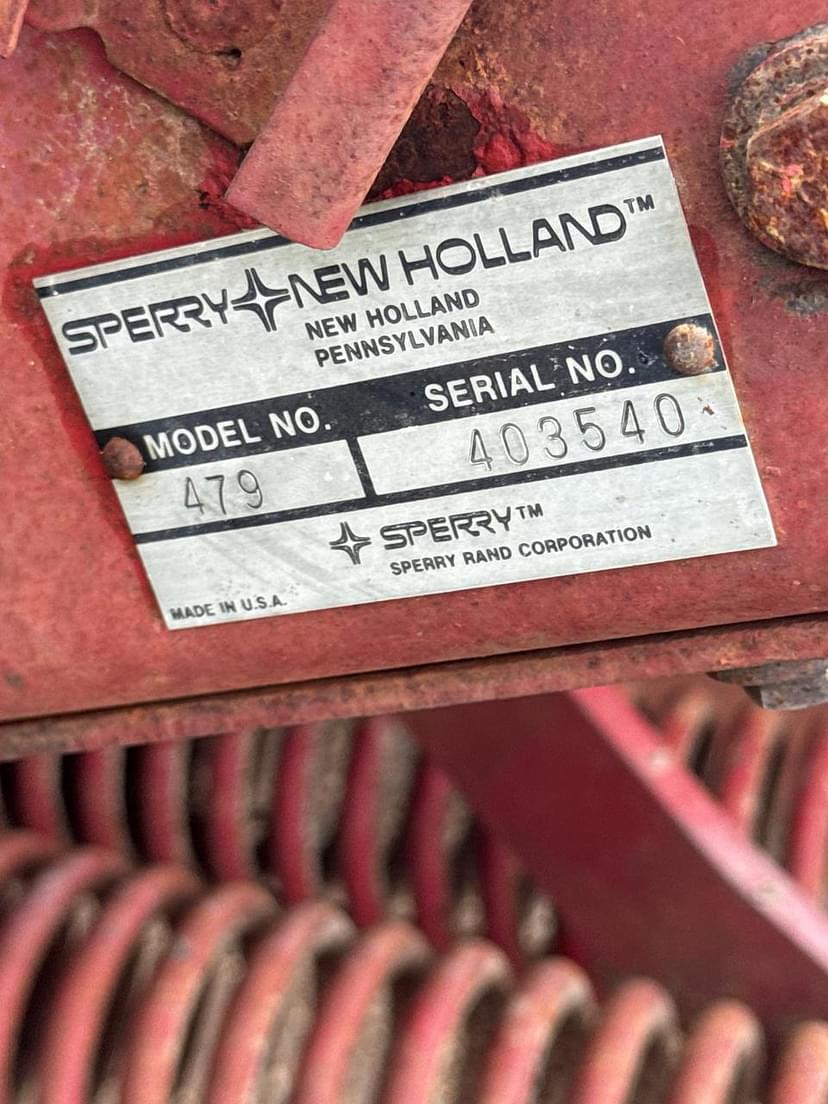 SPERRY NEW HOLLAND™
NEW HOLLAND
PENNSYLVANIA
MODEL NO. SERIAL NO.
479 403540
SPERRY™
SPERRY RAND CORPORATION
MADE IN U.S.A.